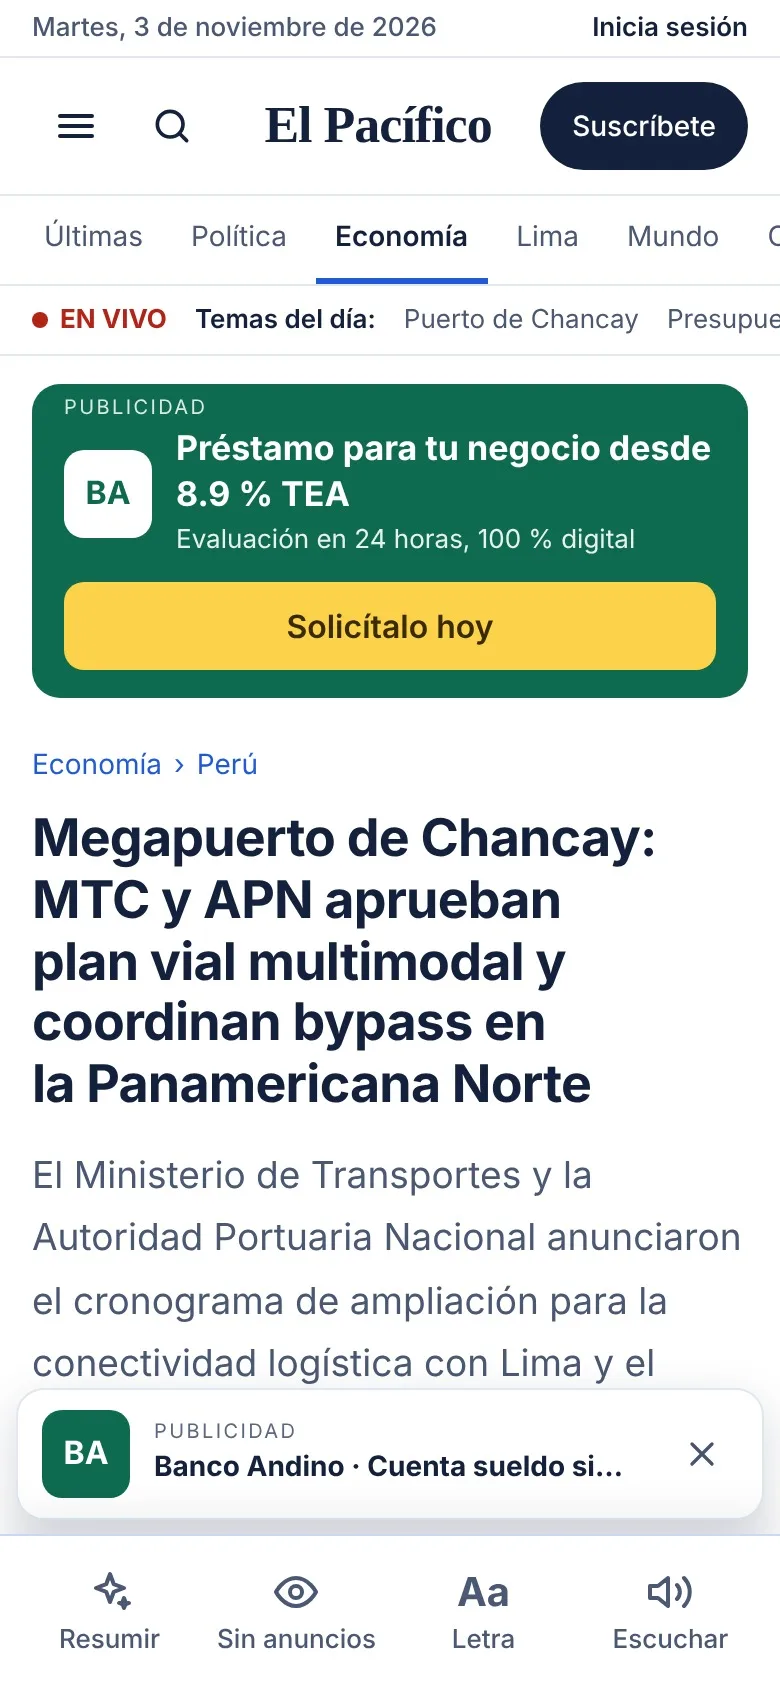 Martes, 3 de noviembre de 2026 Inicia sesión
El Pacífico Suscríbete
Últimas Política Economía Lima Mundo
EN VIVO Temas del día: Puerto de Chancay Presupue
PUBLICIDAD
BA
Préstamo para tu negocio desde
8.9 % TEA
Evaluación en 24 horas, 100 % digital
Solicítalo hoy
Economía › Perú
Megapuerto de Chancay:
MTC y APN aprueban
plan vial multimodal y
coordinan bypass en
la Panamericana Norte
El Ministerio de Transportes y la
Autoridad Portuaria Nacional anunciaron
el cronograma de ampliación para la
conectividad logística con Lima y el
BA
PUBLICIDAD
Banco Andino · Cuenta sueldo si...
Resumir Sin anuncios Aa Letra Escuchar